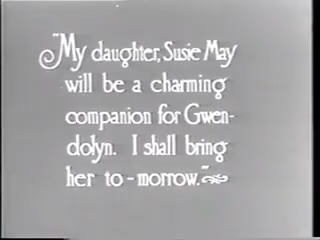 "My daughter, Susie May
will be a charming
companion for Gwen-
dolyn. I shall bring
her to-morrow."